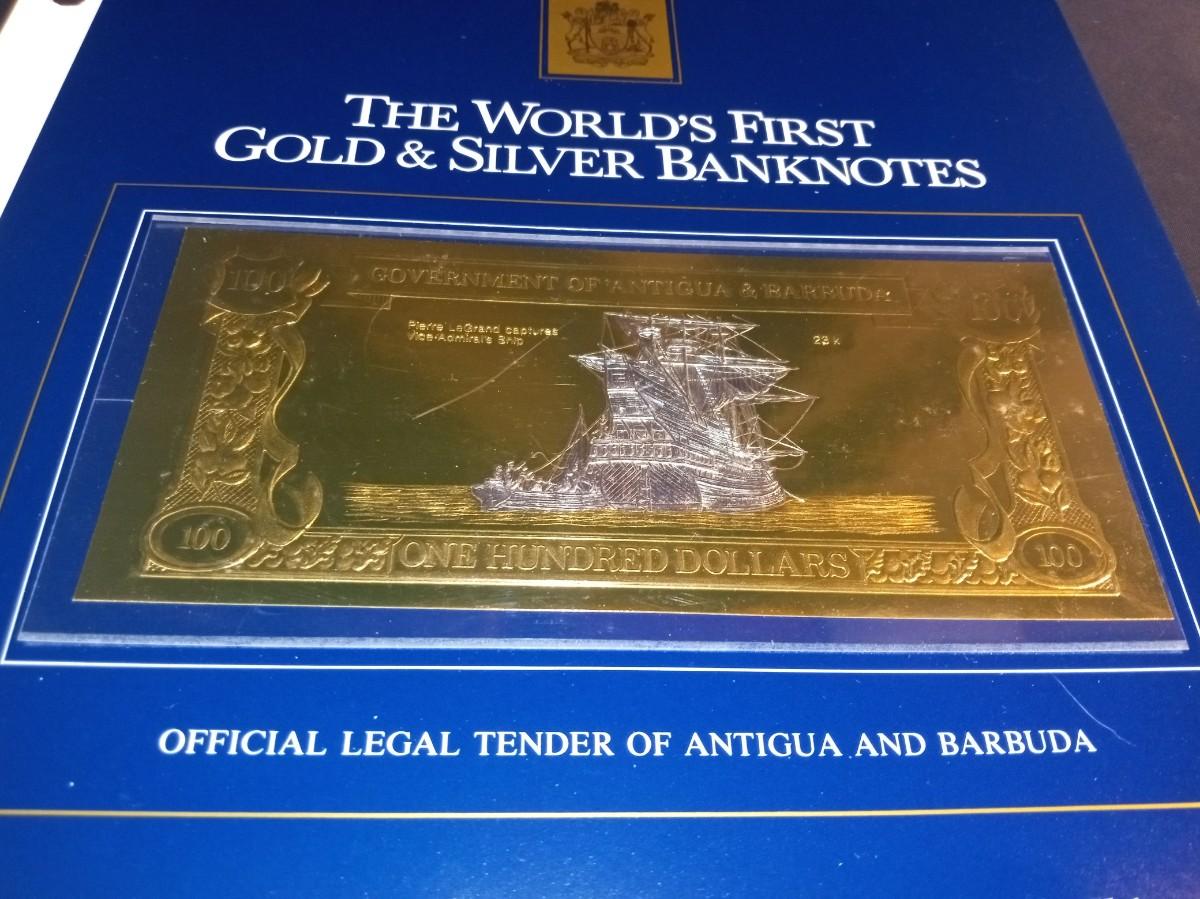 THE WORLD'S FIRST
GOLD & SILVER BANKNOTES
100 GOVERNMENT OF ANTIGUA & BARBUDA 100
Pierre LeGrand captures
Vice-Admiral's Ship
23 k
100 ONE HUNDRED DOLLARS 100
OFFICIAL LEGAL TENDER OF ANTIGUA AND BARBUDA